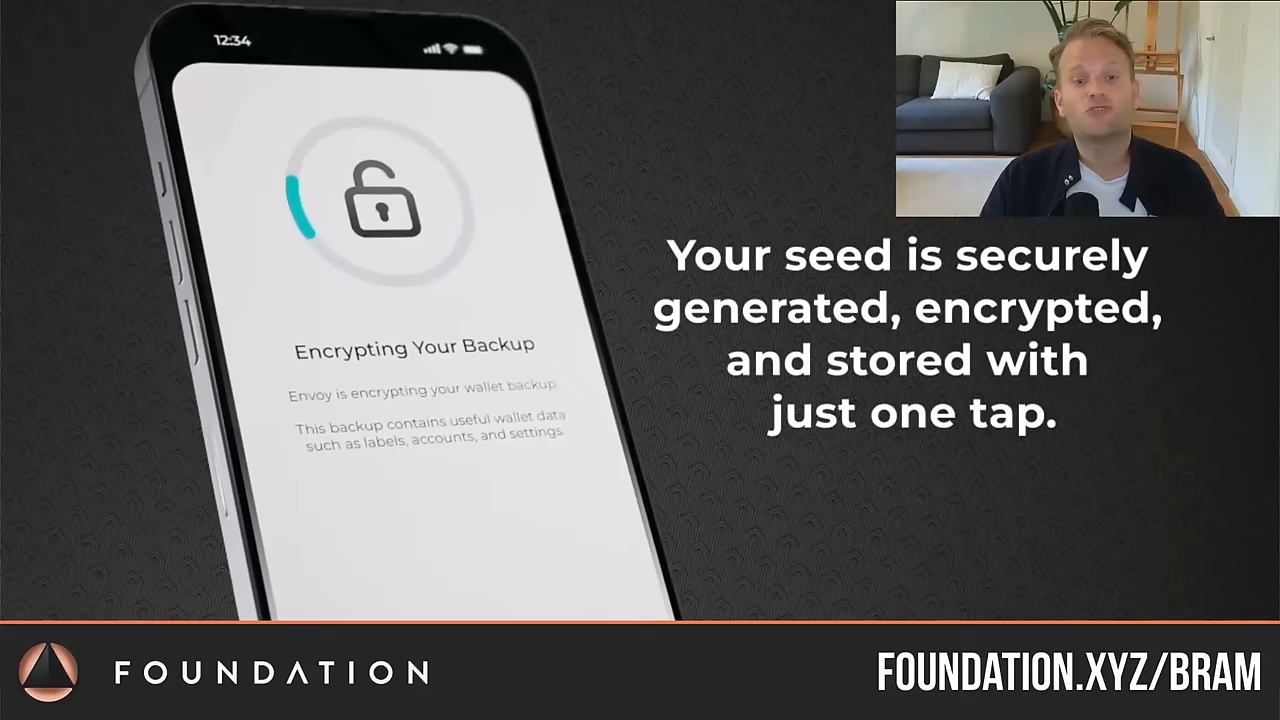 12:34
Encrypting Your Backup
Envoy is encrypting your wallet backup.
This backup contains useful wallet data
such as labels, accounts, and settings.
Your seed is securely
generated, encrypted,
and stored with
just one tap.
FOUNDATION
FOUNDATION.XYZ/BRAM